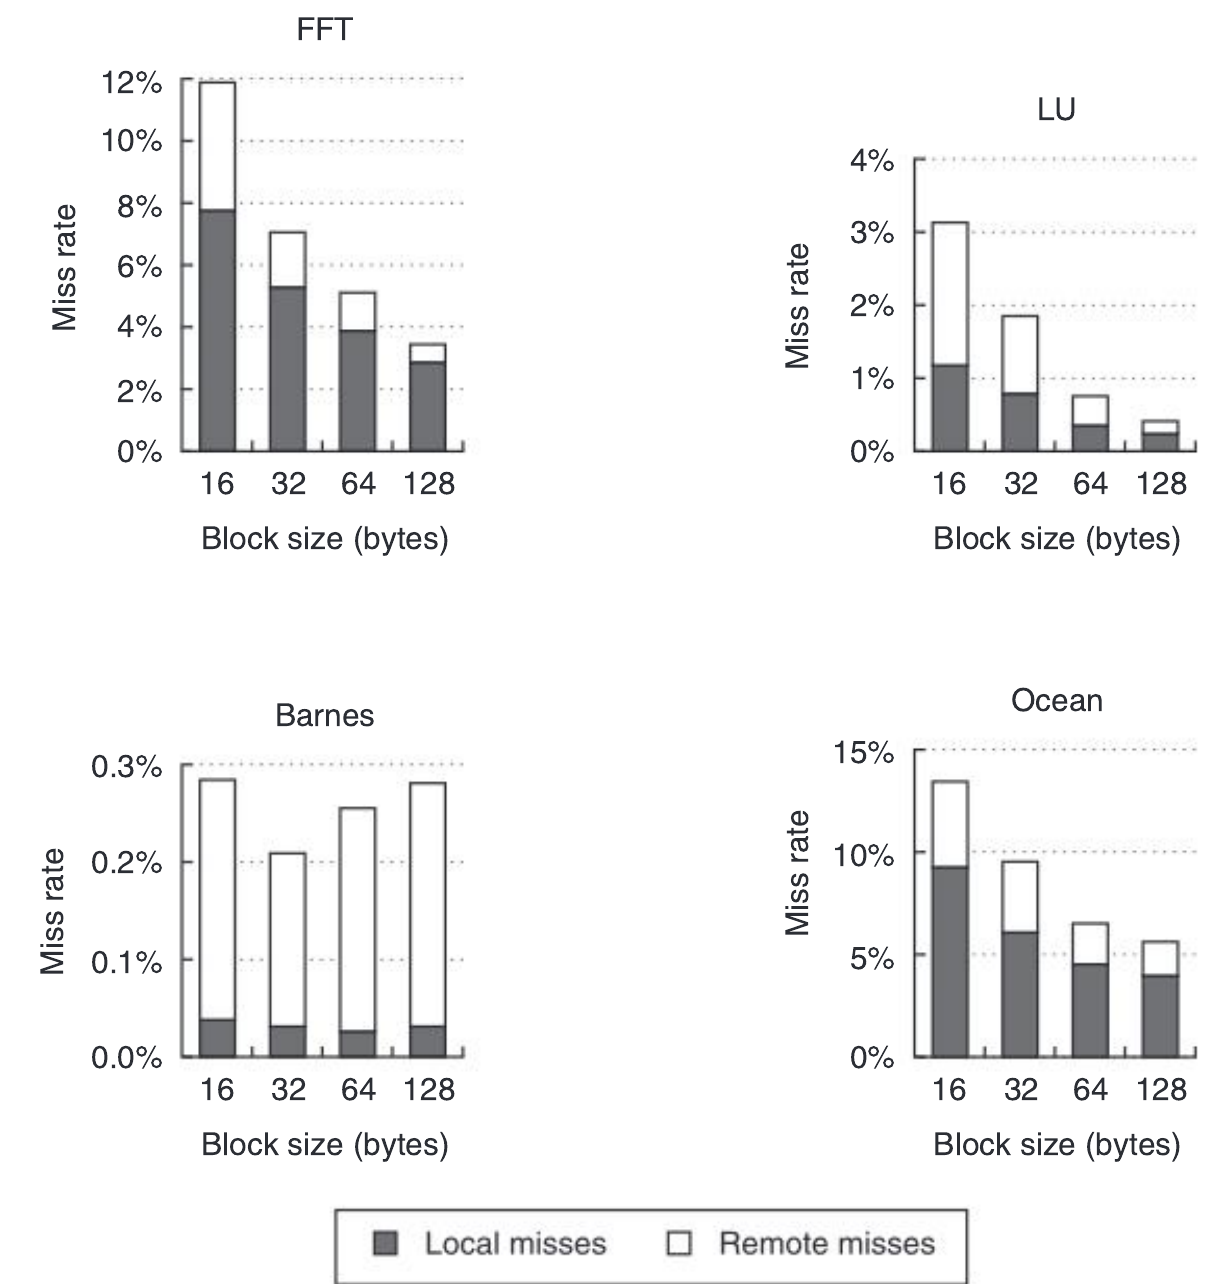 FFT
12%
10%
8%
6%
4%
2%
0%
Miss rate
16 32 64 128
Block size (bytes)
LU
4%
3%
2%
1%
0%
Miss rate
16 32 64 128
Block size (bytes)
Barnes
0.3%
0.2%
0.1%
0.0%
Miss rate
16 32 64 128
Block size (bytes)
Ocean
15%
10%
5%
0%
Miss rate
16 32 64 128
Block size (bytes)
Local misses Remote misses